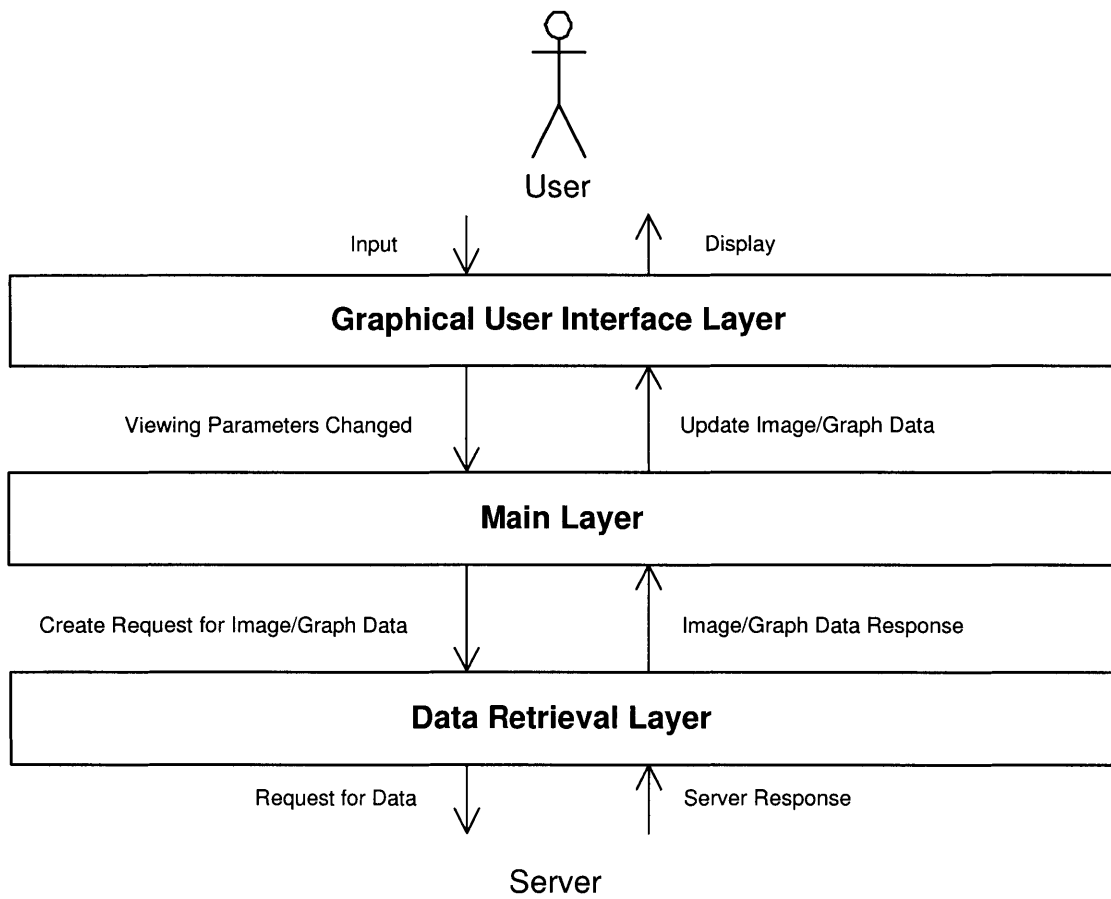 User
Input
Display
Graphical User Interface Layer
Viewing Parameters Changed
Update Image/Graph Data
Main Layer
Create Request for Image/Graph Data
Image/Graph Data Response
Data Retrieval Layer
Request for Data
Server Response
Server